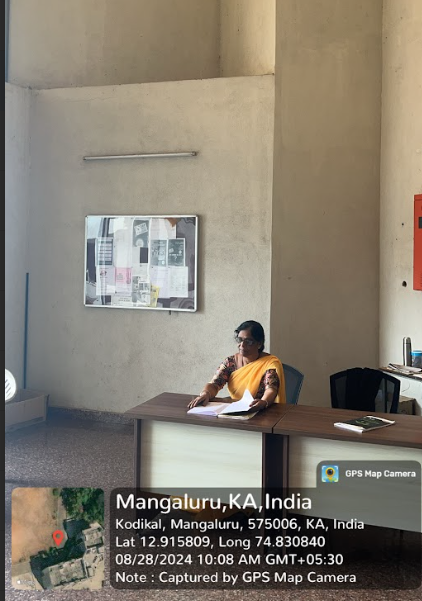 GPS Map Camera
Mangaluru,KA,India
Kodikal, Mangaluru, 575006, KA, India
Lat 12.915809, Long 74.830840
08/28/2024 10:08 AM GMT+05:30
Note : Captured by GPS Map Camera